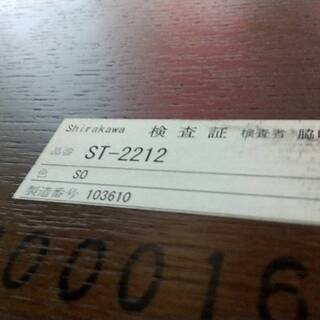 Shirakawa 検査証 検査者 脇
品番 ST-2212
色 SO
製造番号 103610
00016